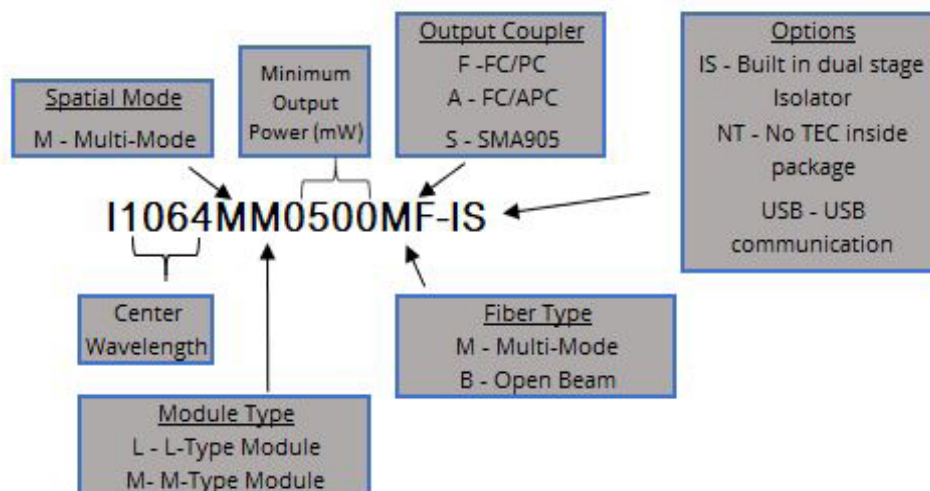 Output Coupler
F -FC/PC
A - FC/APC
S - SMA905
Options
IS - Built in dual stage
Isolator
NT - No TEC inside
package
USB - USB
communication
Minimum
Output
Power (mW)
Spatial Mode
M - Multi-Mode
I1064MM0500MF-IS
Center
Wavelength
Fiber Type
M - Multi-Mode
B - Open Beam
Module Type
L - L-Type Module
M- M-Type Module